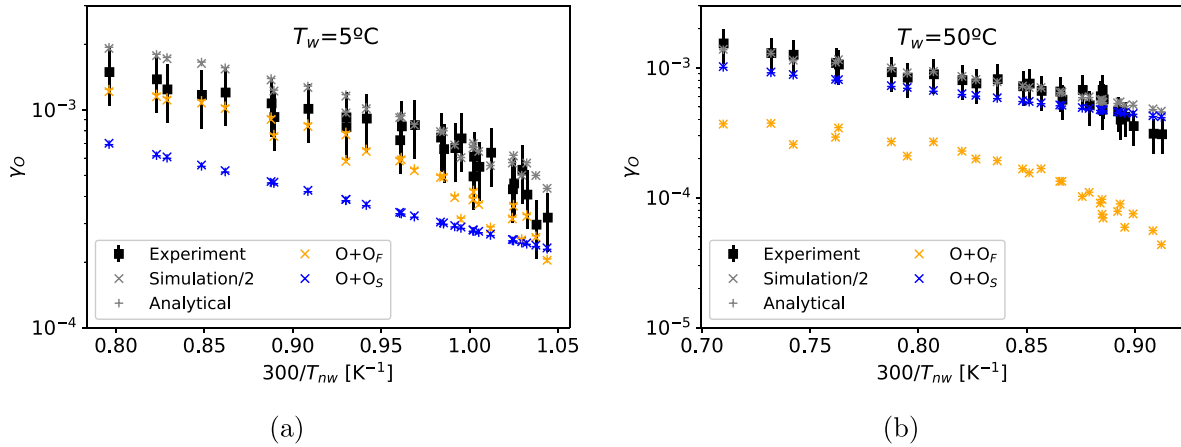 T_w=5ºC
10^−3
10^−4
γ_O
Experiment
Simulation/2
Analytical
O+O_F
O+O_S
0.80 0.85 0.90 0.95 1.00 1.05
300/T_nw [K^−1]
(a)
T_w=50ºC
10^−3
10^−4
10^−5
γ_O
Experiment
Simulation/2
Analytical
O+O_F
O+O_S
0.70 0.75 0.80 0.85 0.90
300/T_nw [K^−1]
(b)